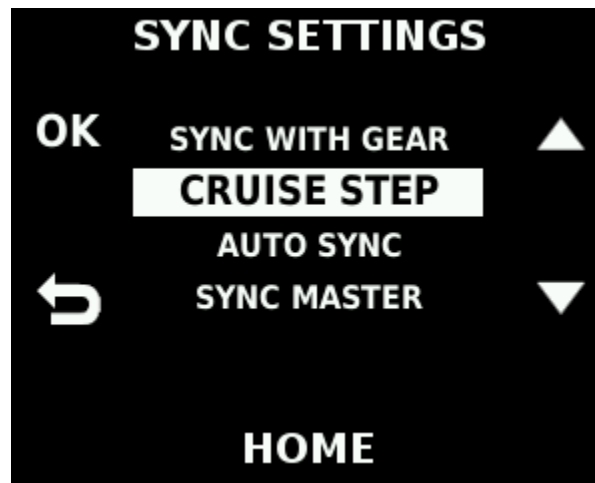 SYNC SETTINGS
OK
SYNC WITH GEAR
CRUISE STEP
AUTO SYNC
SYNC MASTER
HOME